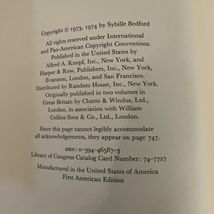 Copyright © 1973, 1974 by Sybille Bedford
All rights reserved under International
and Pan-American Copyright Conventions.
Published in the United States by
Alfred A. Knopf, Inc., New York, and
Harper & Row, Publishers, Inc., New York,
Evanston, London, and San Francisco.
Distributed by Random House, Inc., New York.
Originally published in two volumes in
Great Britain by Chatto & Windus, Ltd.,
London, in association with William
Collins Sons & Co., Ltd., London.
Since this page cannot legibly accommodate
all acknowledgements, they appear on page 747.
ISBN: 0-394-46587-3
Library of Congress Catalog Card Number: 74-7727
Manufactured in the United States of America
First American Edition